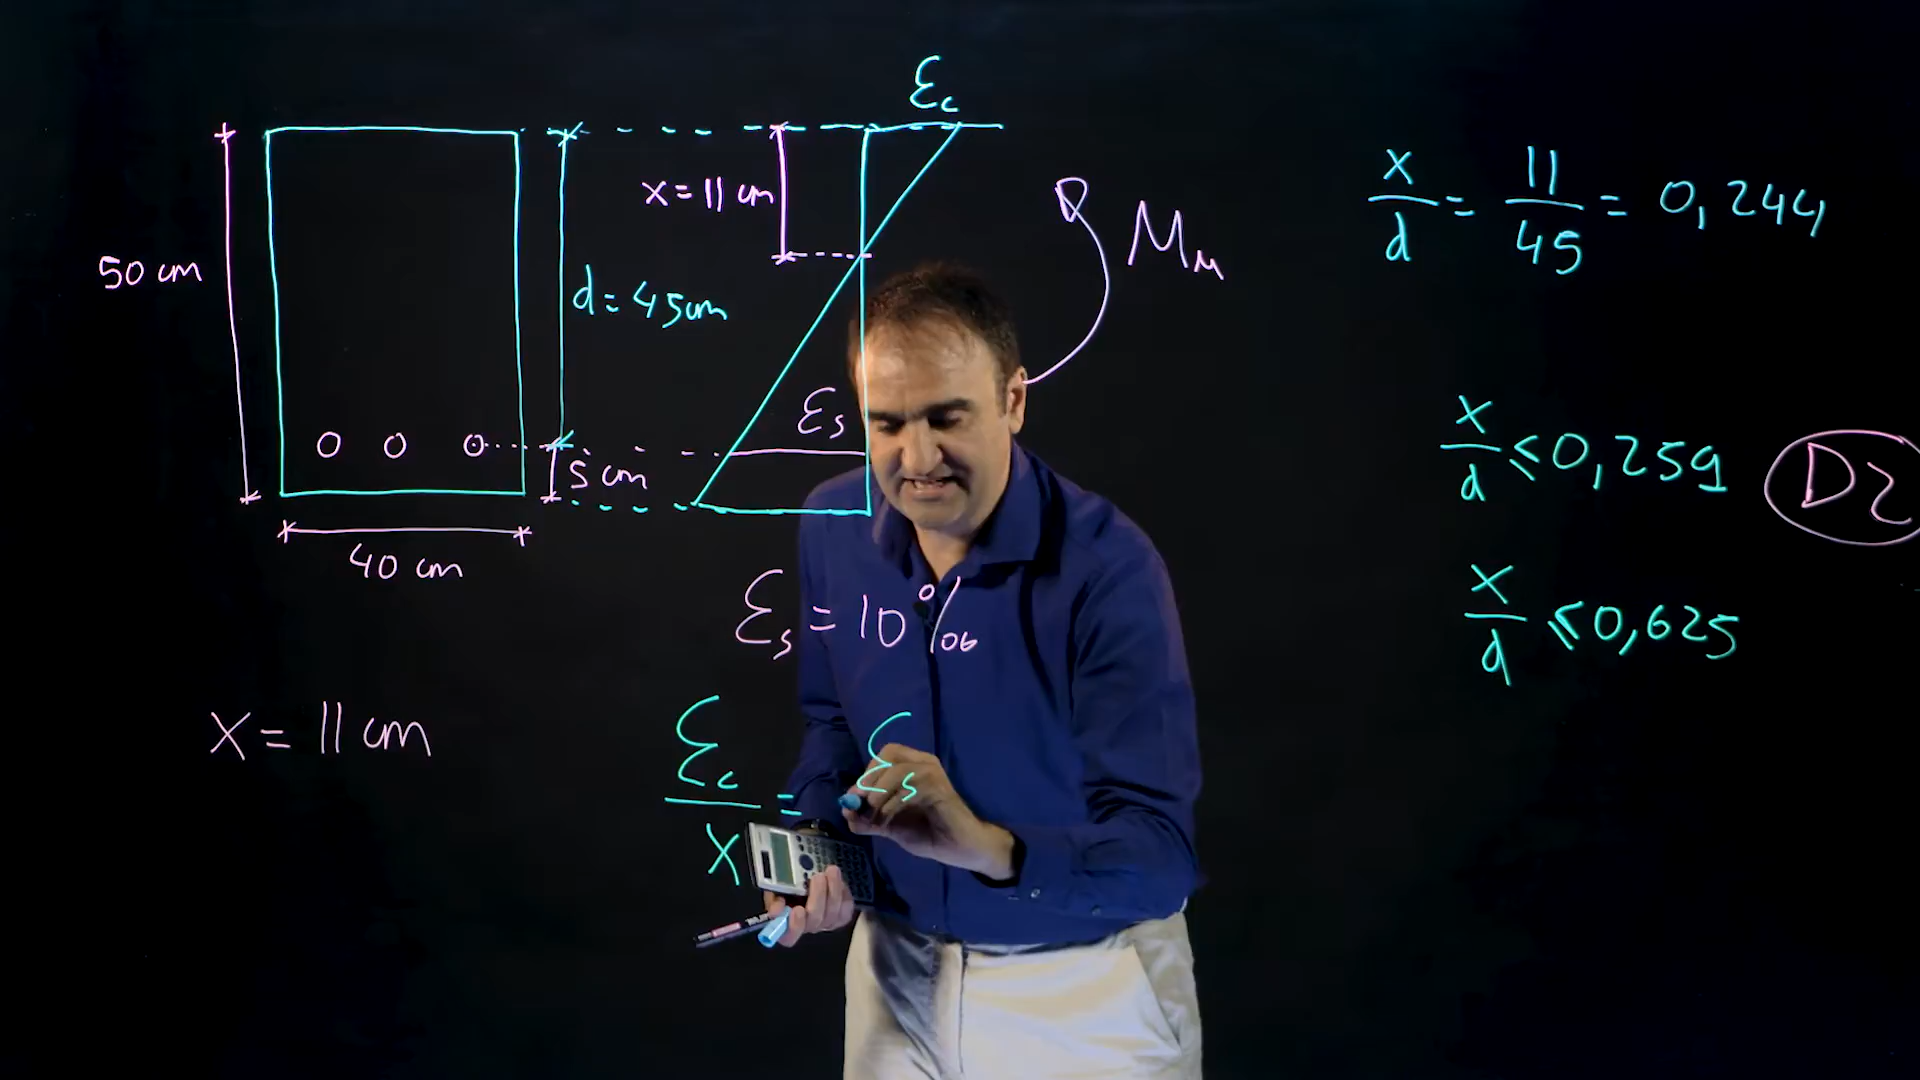 εc
x = 11 cm
50 cm
d = 45 cm
εs
5 cm
40 cm
Mu
x/d = 11/45 = 0,244
x/d ≤ 0,259 D2
x/d ≤ 0,625
εs = 10 ‰
x = 11 cm
εc/x = εs